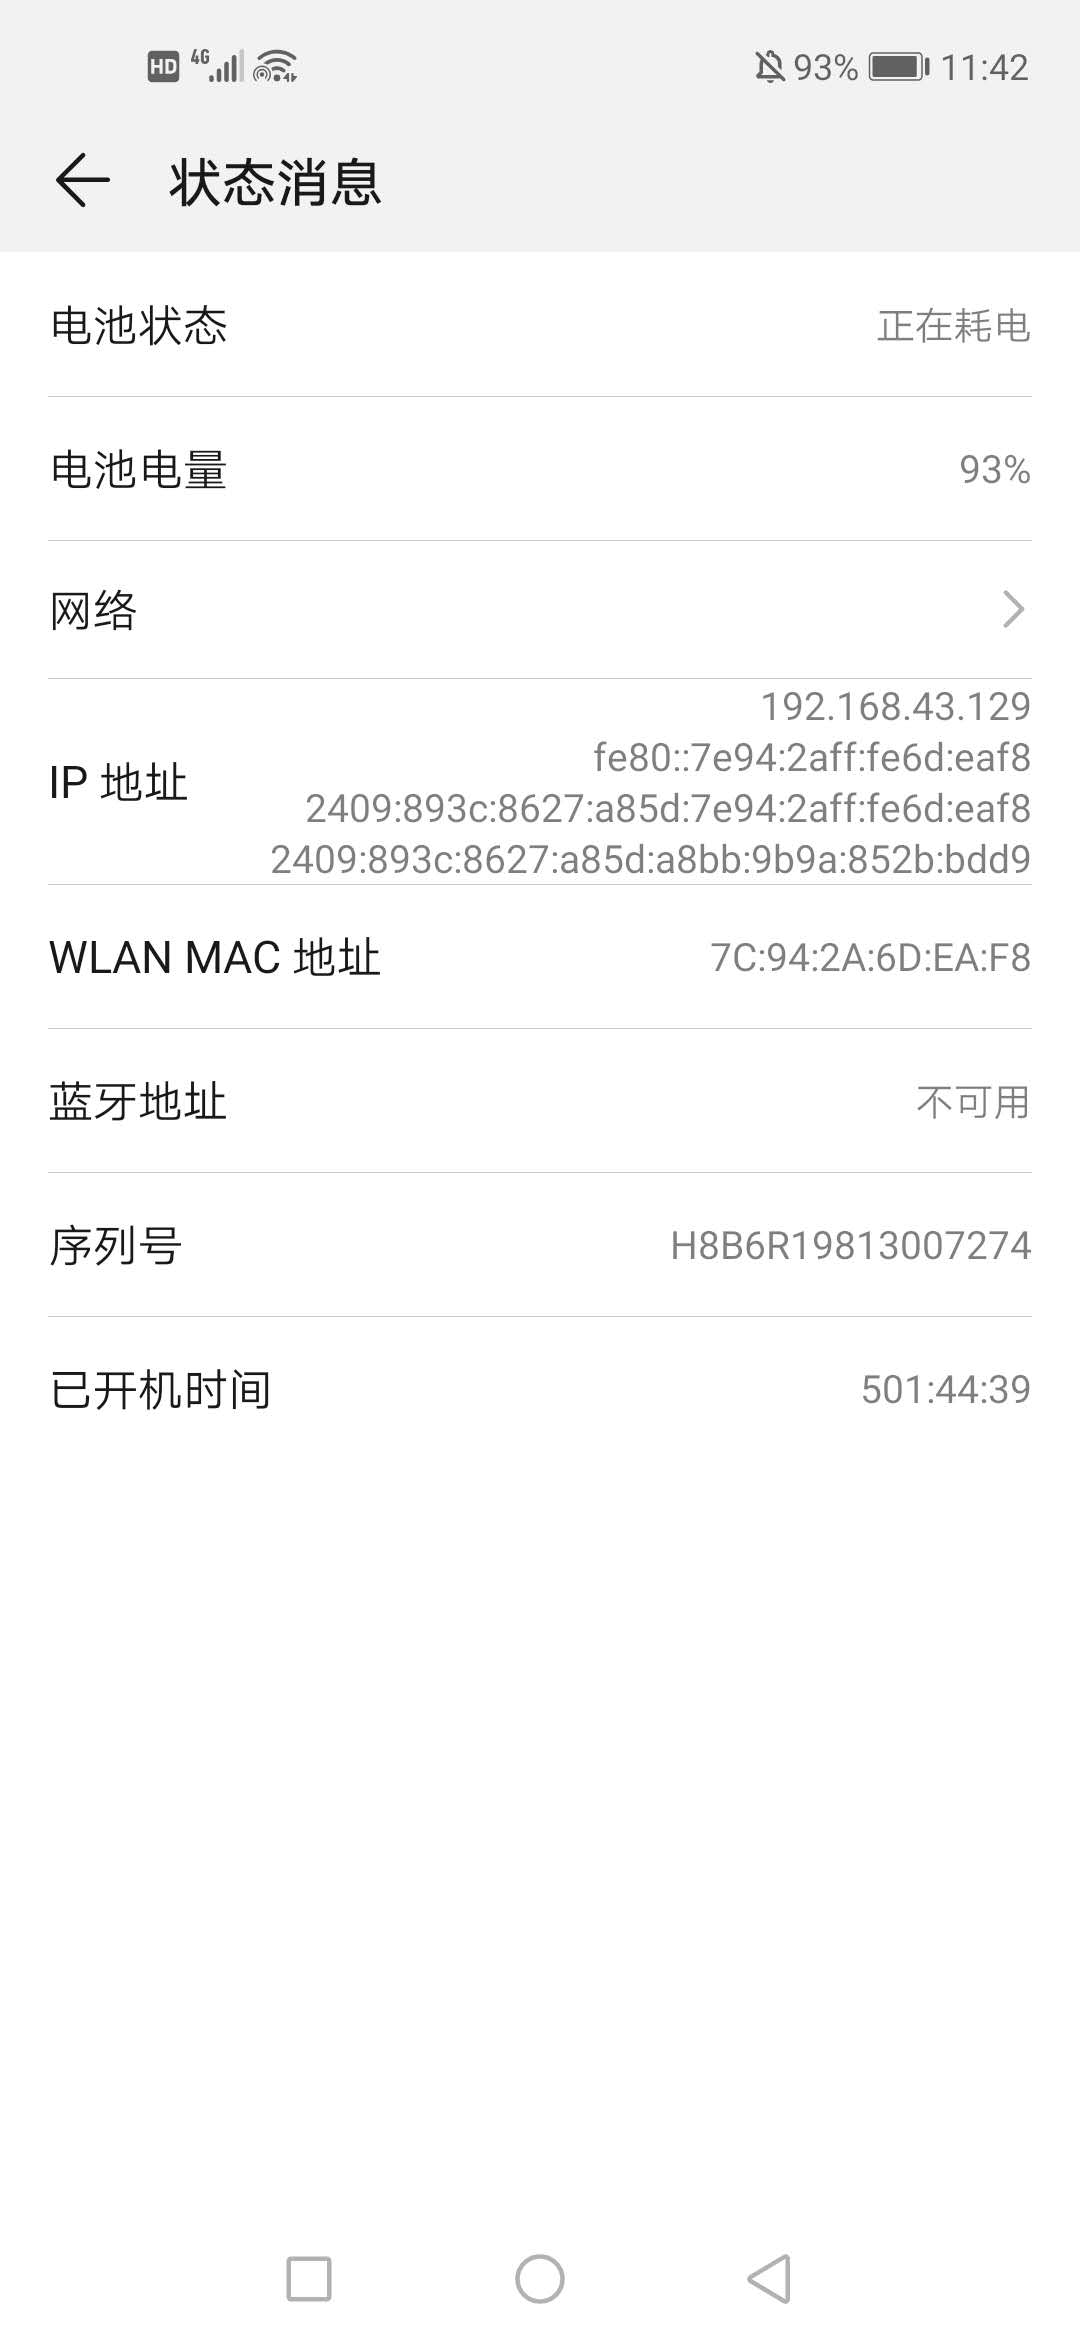 HD 4G 93% 11:42
状态消息
电池状态 正在耗电
电池电量 93%
网络
IP 地址 192.168.43.129
fe80::7e94:2aff:fe6d:eaf8
2409:893c:8627:a85d:7e94:2aff:fe6d:eaf8
2409:893c:8627:a85d:a8bb:9b9a:852b:bdd9
WLAN MAC 地址 7C:94:2A:6D:EA:F8
蓝牙地址 不可用
序列号 H8B6R19813007274
已开机时间 501:44:39